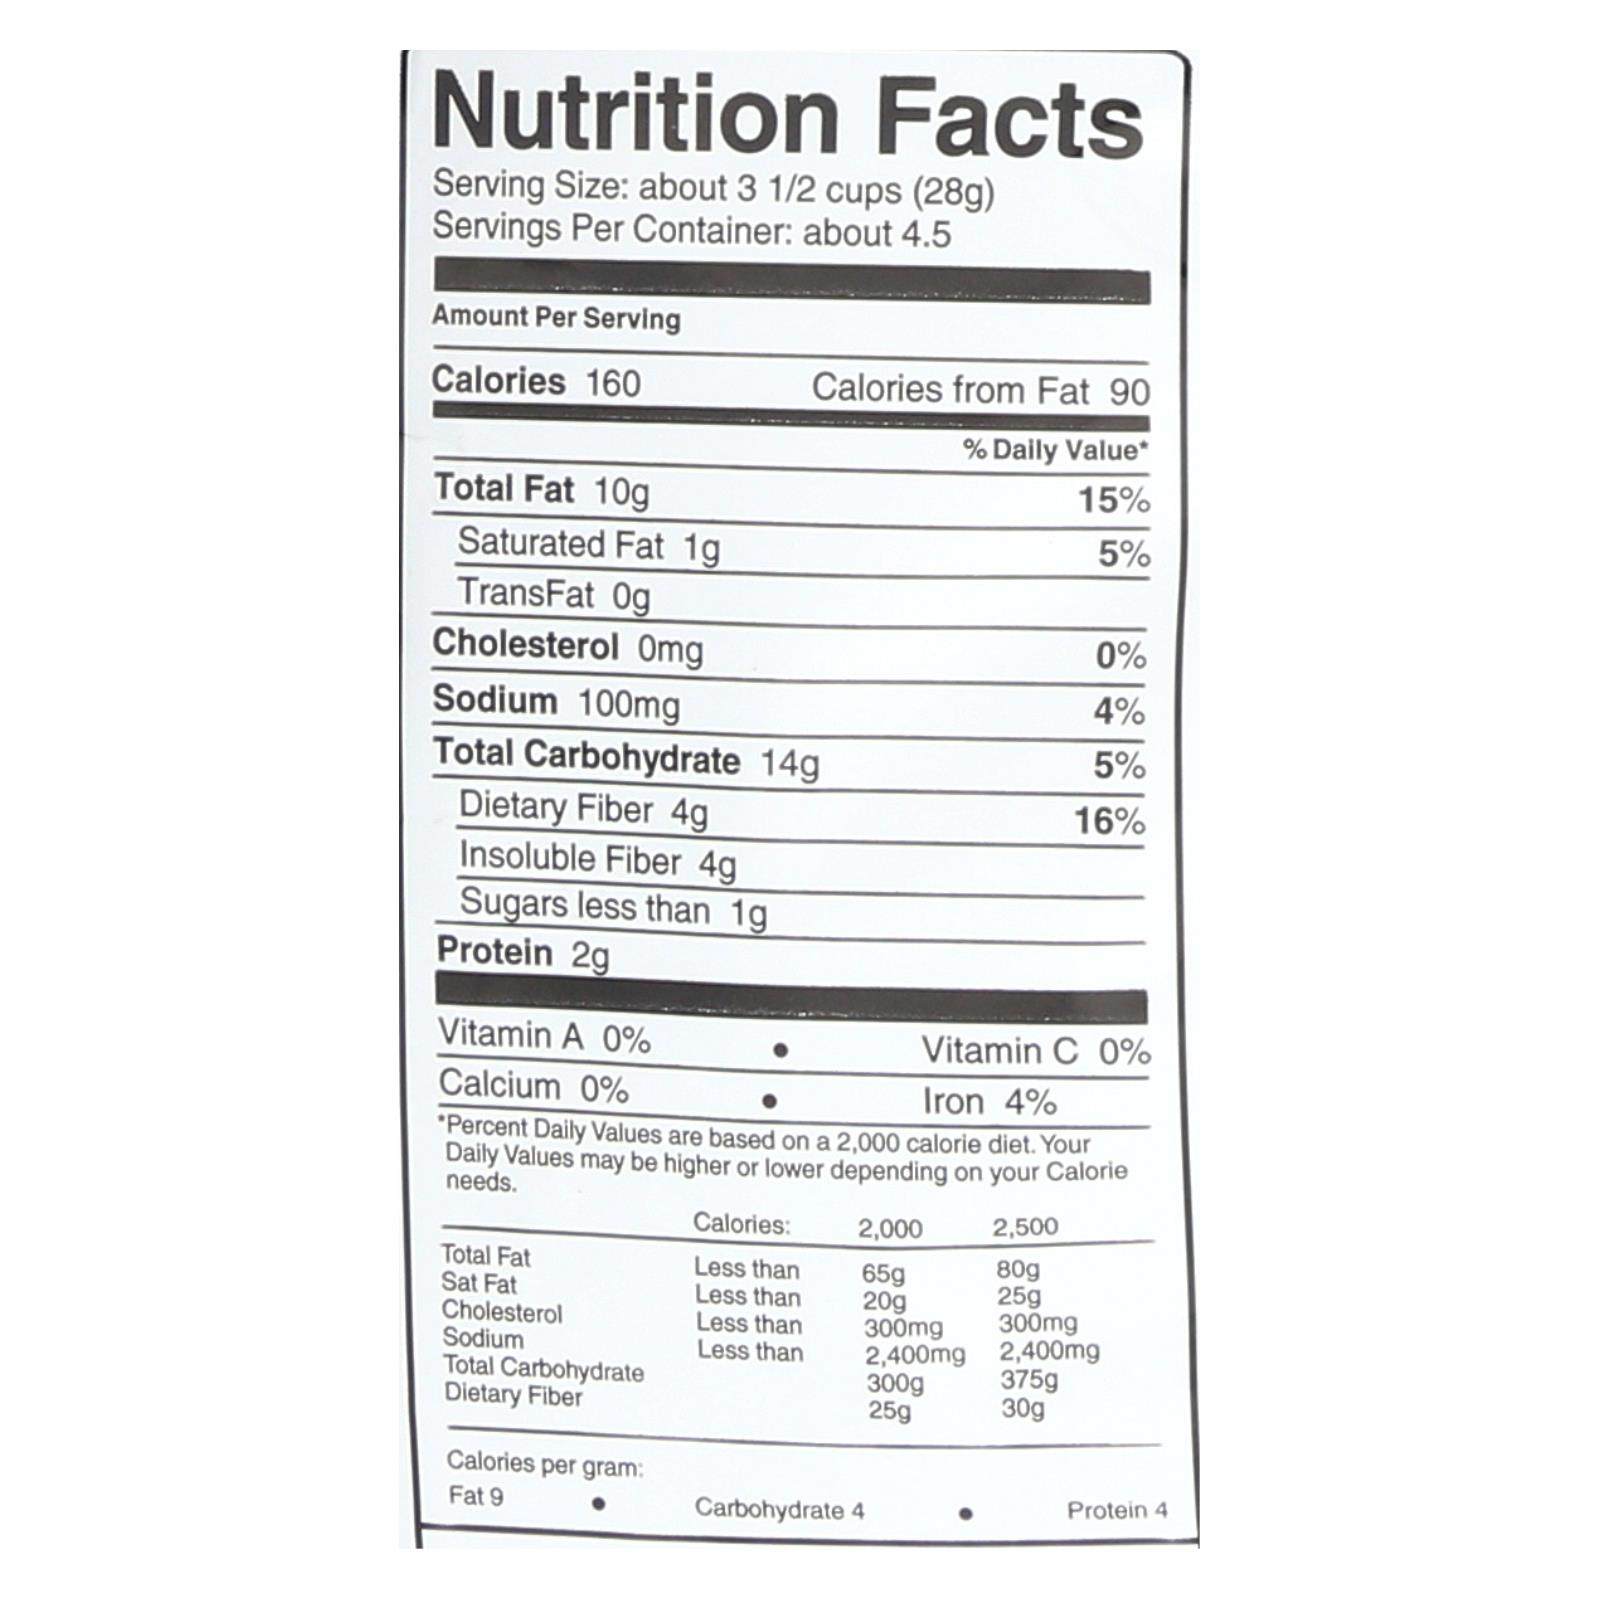 Nutrition Facts
Serving Size: about 3 1/2 cups (28g)
Servings Per Container: about 4.5
Amount Per Serving
Calories 160 Calories from Fat 90
% Daily Value*
Total Fat 10g 15%
Saturated Fat 1g 5%
TransFat 0g
Cholesterol 0mg 0%
Sodium 100mg 4%
Total Carbohydrate 14g 5%
Dietary Fiber 4g 16%
Insoluble Fiber 4g
Sugars less than 1g
Protein 2g
Vitamin A 0% • Vitamin C 0%
Calcium 0% • Iron 4%
*Percent Daily Values are based on a 2,000 calorie diet. Your
Daily Values may be higher or lower depending on your Calorie
needs.
Calories: 2,000 2,500
Total Fat Less than 65g 80g
Sat Fat Less than 20g 25g
Cholesterol Less than 300mg 300mg
Sodium Less than 2,400mg 2,400mg
Total Carbohydrate 300g 375g
Dietary Fiber 25g 30g
Calories per gram:
Fat 9 • Carbohydrate 4 • Protein 4